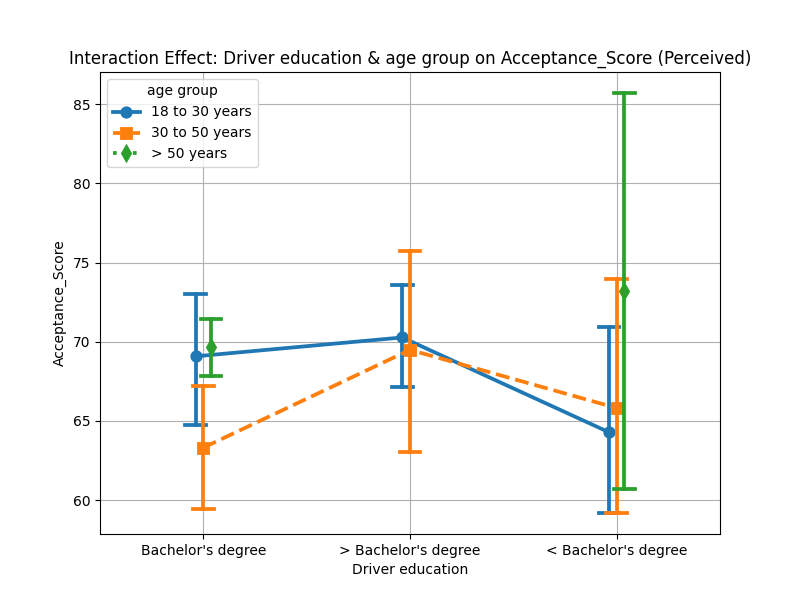 Interaction Effect: Driver education & age group on Acceptance_Score (Perceived)
age group
18 to 30 years
30 to 50 years
> 50 years
Acceptance_Score
85
80
75
70
65
60
Bachelor's degree
> Bachelor's degree
< Bachelor's degree
Driver education